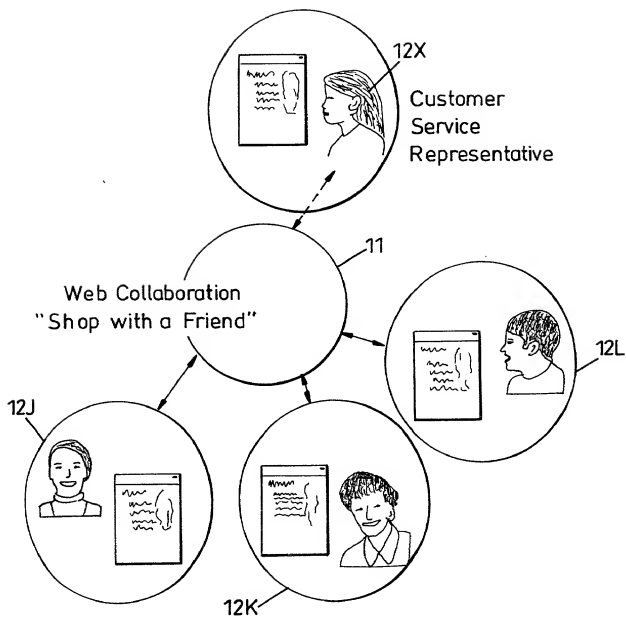 12X
Customer
Service
Representative
11
Web Collaboration
"Shop with a Friend"
12L
12J
12K